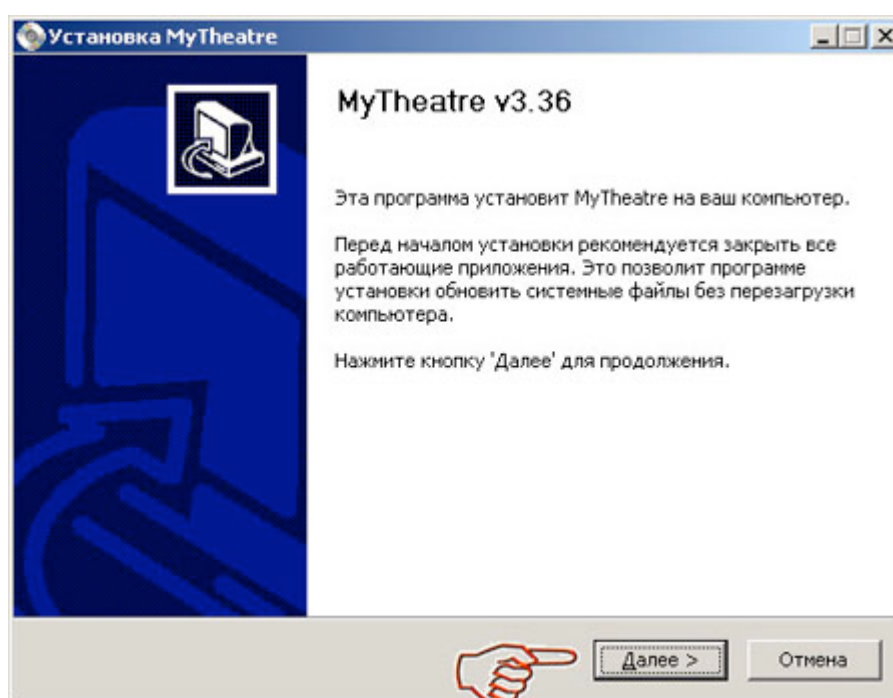 Установка MyTheatre
MyTheatre v3.36
Эта программа установит MyTheatre на ваш компьютер.
Перед началом установки рекомендуется закрыть все
работающие приложения. Это позволит программе
установки обновить системные файлы без перезагрузки
компьютера.
Нажмите кнопку 'Далее' для продолжения.
Далее >
Отмена